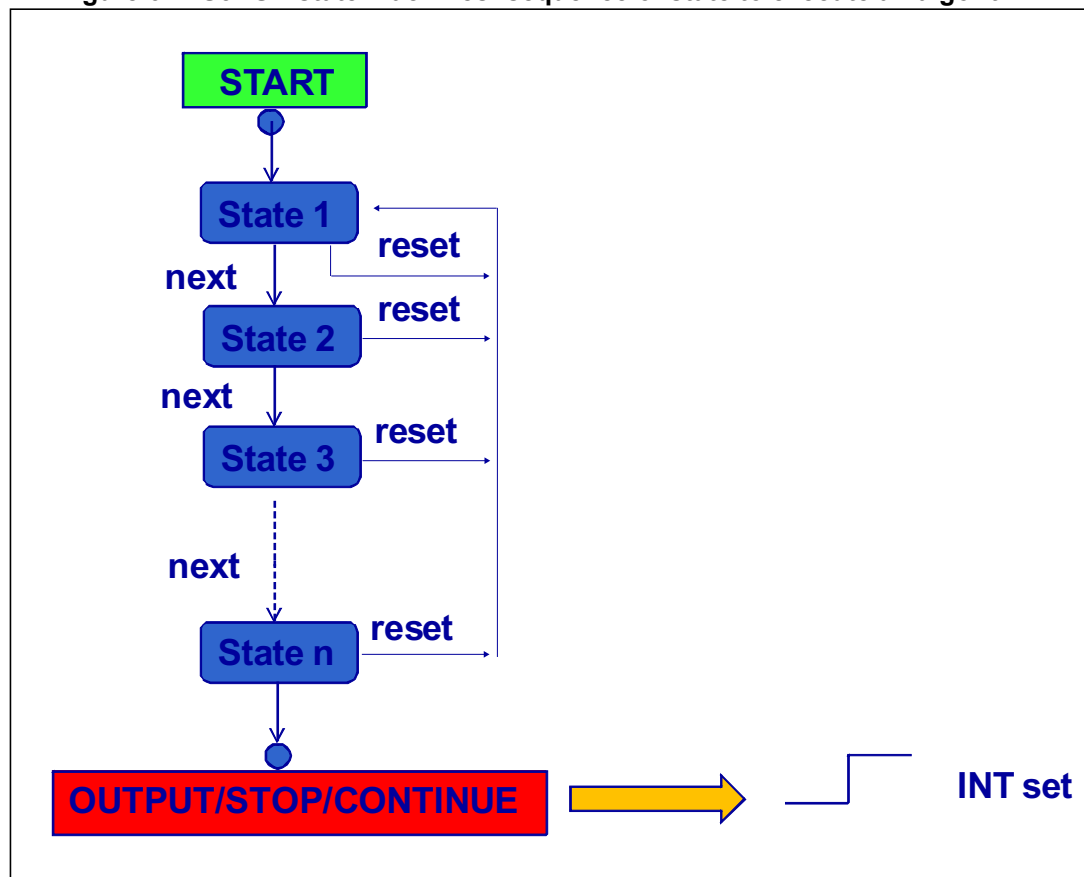 START
State 1
reset
next
reset
State 2
next
reset
State 3
next
reset
State n
OUTPUT/STOP/CONTINUE
INT set